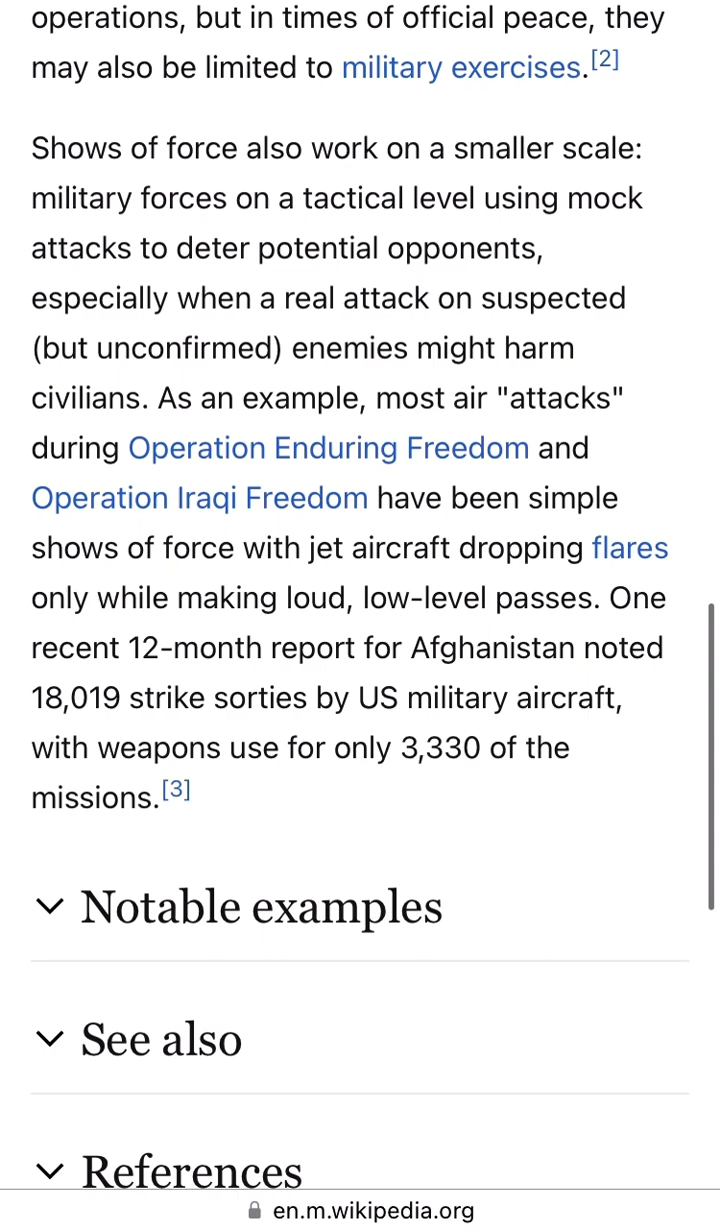 operations, but in times of official peace, they
may also be limited to military exercises.[2]
Shows of force also work on a smaller scale:
military forces on a tactical level using mock
attacks to deter potential opponents,
especially when a real attack on suspected
(but unconfirmed) enemies might harm
civilians. As an example, most air "attacks"
during Operation Enduring Freedom and
Operation Iraqi Freedom have been simple
shows of force with jet aircraft dropping flares
only while making loud, low-level passes. One
recent 12-month report for Afghanistan noted
18,019 strike sorties by US military aircraft,
with weapons use for only 3,330 of the
missions.[3]
Notable examples
See also
References
en.m.wikipedia.org